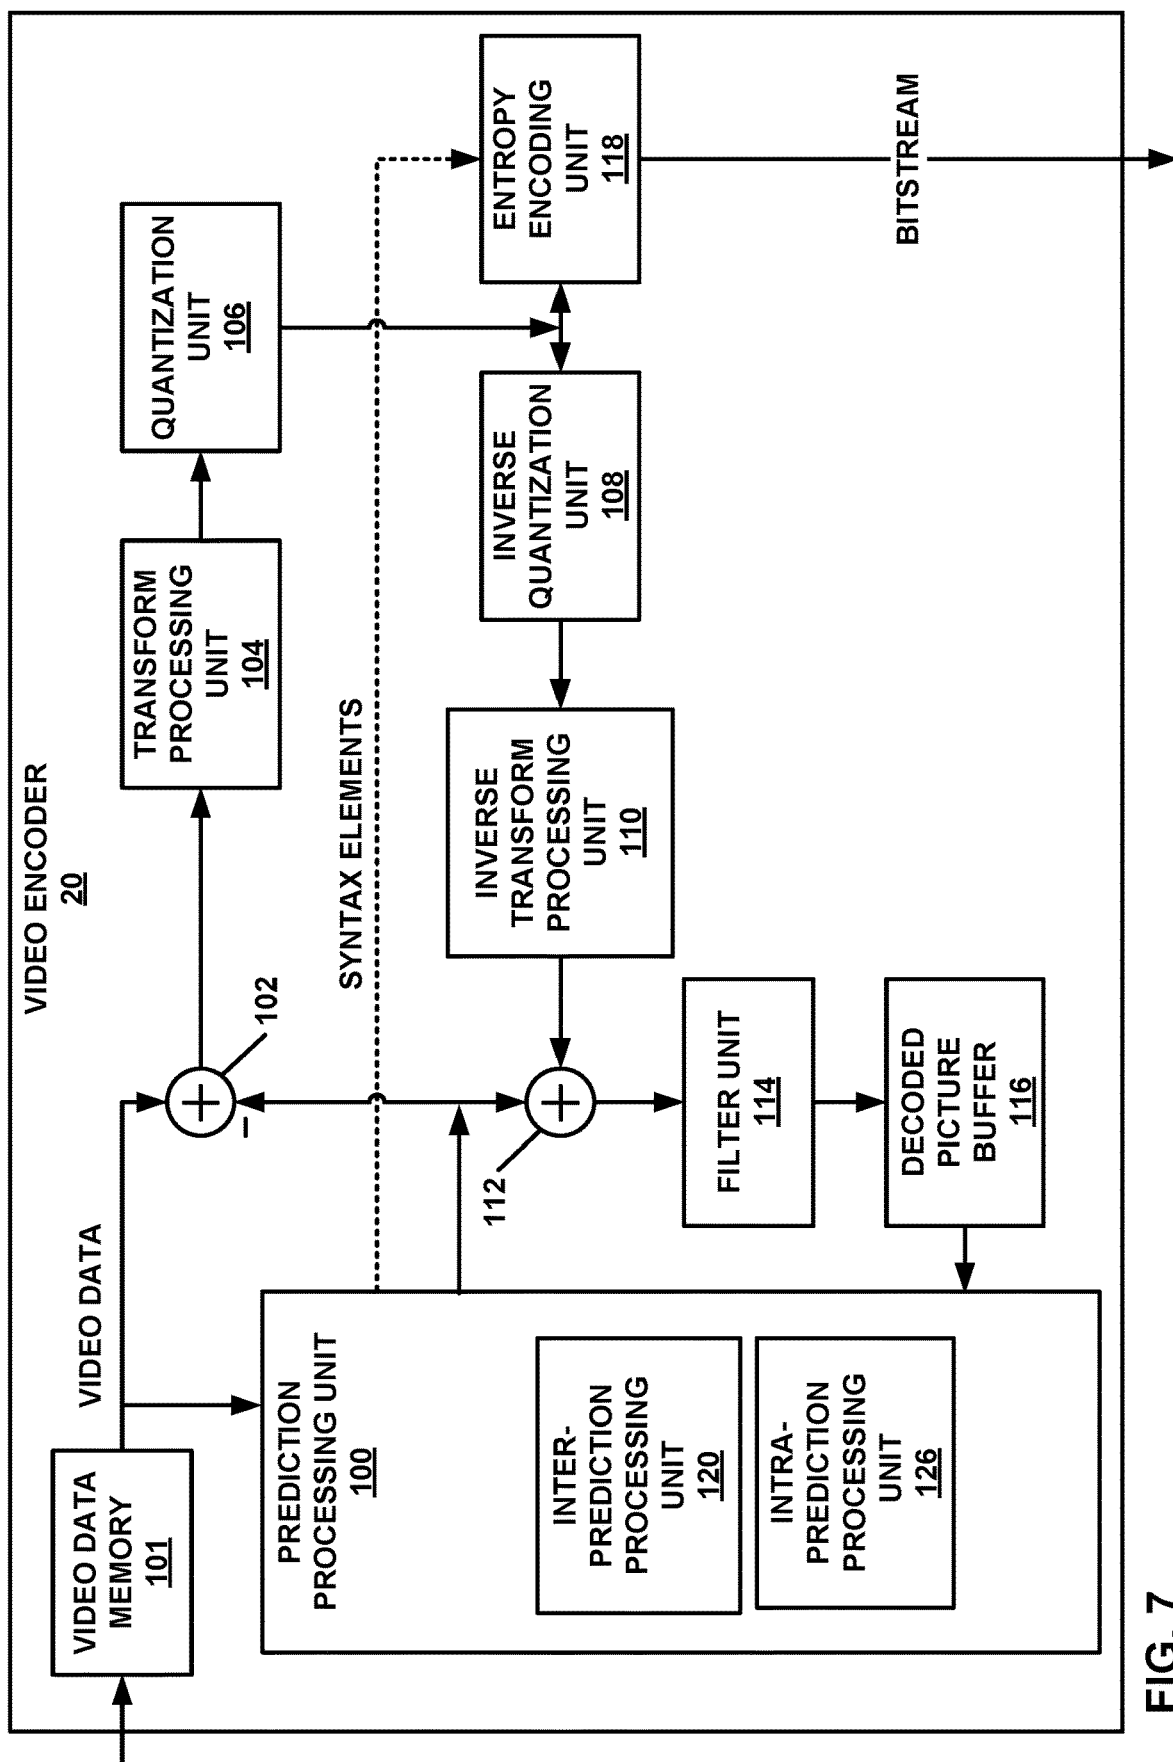 VIDEO ENCODER
20
VIDEO DATA
MEMORY
101
VIDEO DATA
102
TRANSFORM
PROCESSING
UNIT
104
QUANTIZATION
UNIT
106
SYNTAX ELEMENTS
PREDICTION
PROCESSING UNIT
100
INTER-
PREDICTION
PROCESSING
UNIT
120
INTRA-
PREDICTION
PROCESSING
UNIT
126
112
INVERSE
TRANSFORM
PROCESSING
UNIT
110
INVERSE
QUANTIZATION
UNIT
108
ENTROPY
ENCODING
UNIT
118
FILTER UNIT
114
DECODED
PICTURE
BUFFER
116
BITSTREAM
FIG. 7